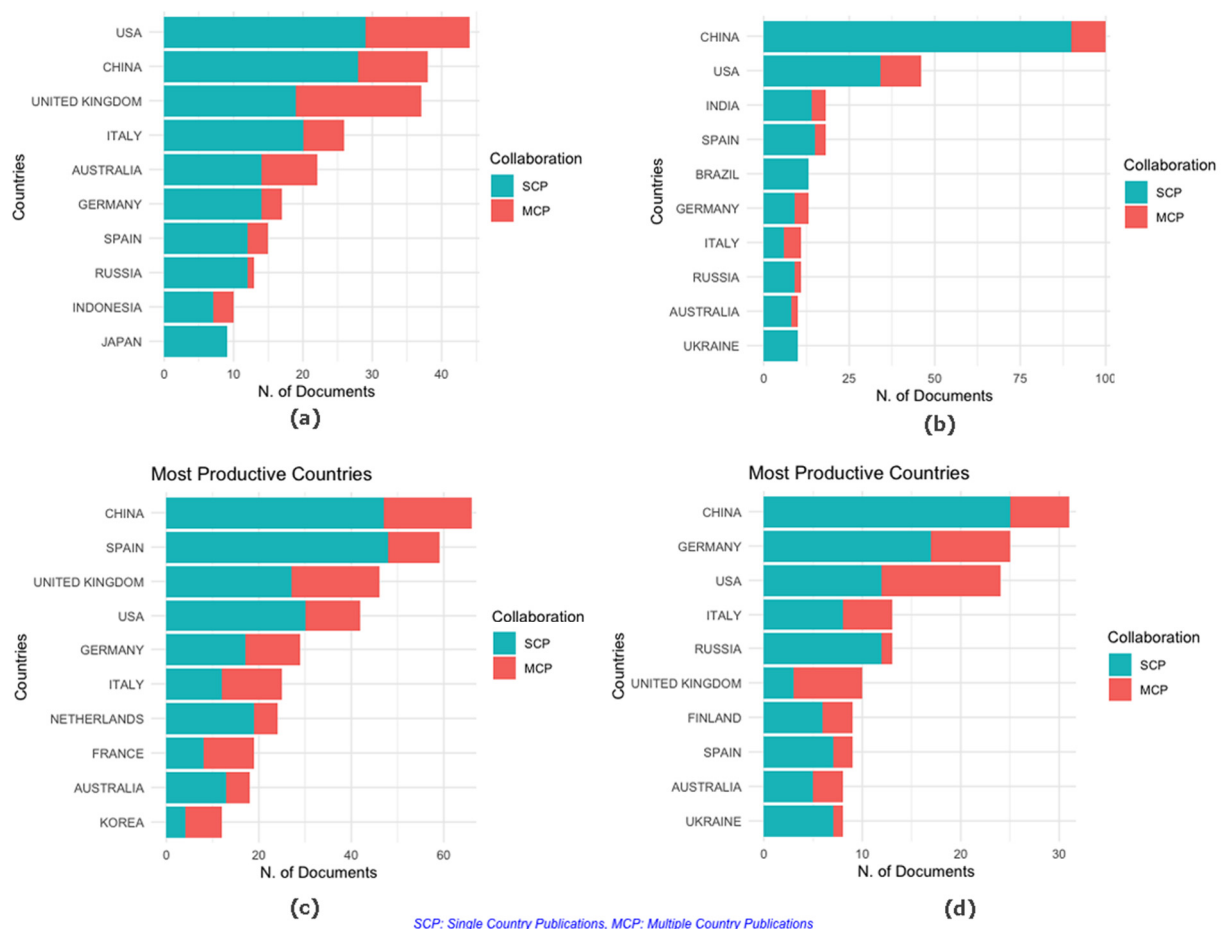 USA
CHINA
UNITED KINGDOM
ITALY
AUSTRALIA
GERMANY
SPAIN
RUSSIA
INDONESIA
JAPAN
Countries
0 10 20 30 40
N. of Documents
Collaboration
SCP
MCP
(a)
CHINA
USA
INDIA
SPAIN
BRAZIL
GERMANY
ITALY
RUSSIA
AUSTRALIA
UKRAINE
Countries
0 25 50 75 100
N. of Documents
Collaboration
SCP
MCP
(b)
Most Productive Countries
CHINA
SPAIN
UNITED KINGDOM
USA
GERMANY
ITALY
NETHERLANDS
FRANCE
AUSTRALIA
KOREA
Countries
0 20 40 60
N. of Documents
Collaboration
SCP
MCP
(c)
Most Productive Countries
CHINA
GERMANY
USA
ITALY
RUSSIA
UNITED KINGDOM
FINLAND
SPAIN
AUSTRALIA
UKRAINE
Countries
0 10 20 30
N. of Documents
Collaboration
SCP
MCP
(d)
SCP: Single Country Publications, MCP: Multiple Country Publications